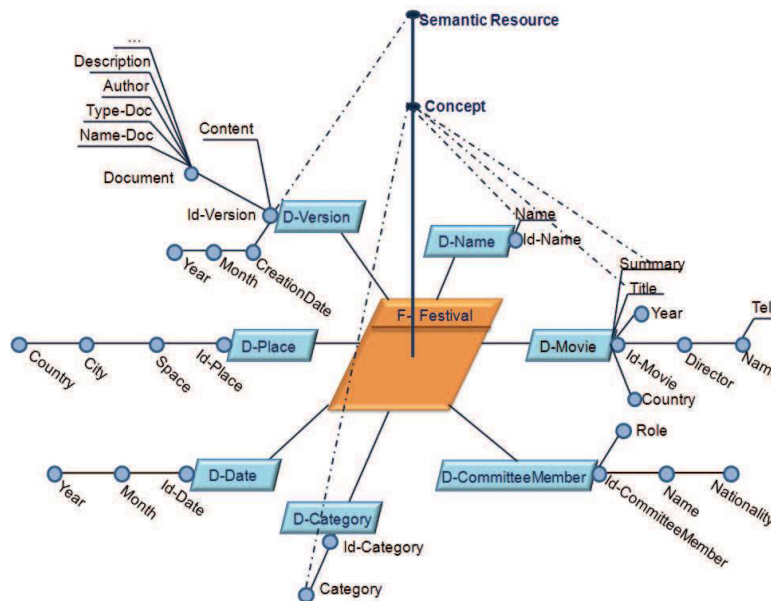 Semantic Resource
...
Description
Author
Type-Doc
Name-Doc
Document
Content
Concept
Id-Version
D-Version
Year
Month
CreationDate
Name
D-Name
Id-Name
Summary
Title
Year
Tel
F- Festival
D-Movie
Id-Movie
Director
Name
Country
D-Place
Country
City
Space
Id-Place
Role
D-CommitteeMember
Id-CommitteeMember
Name
Nationality
D-Date
Year
Month
Id-Date
D-Category
Id-Category
Category